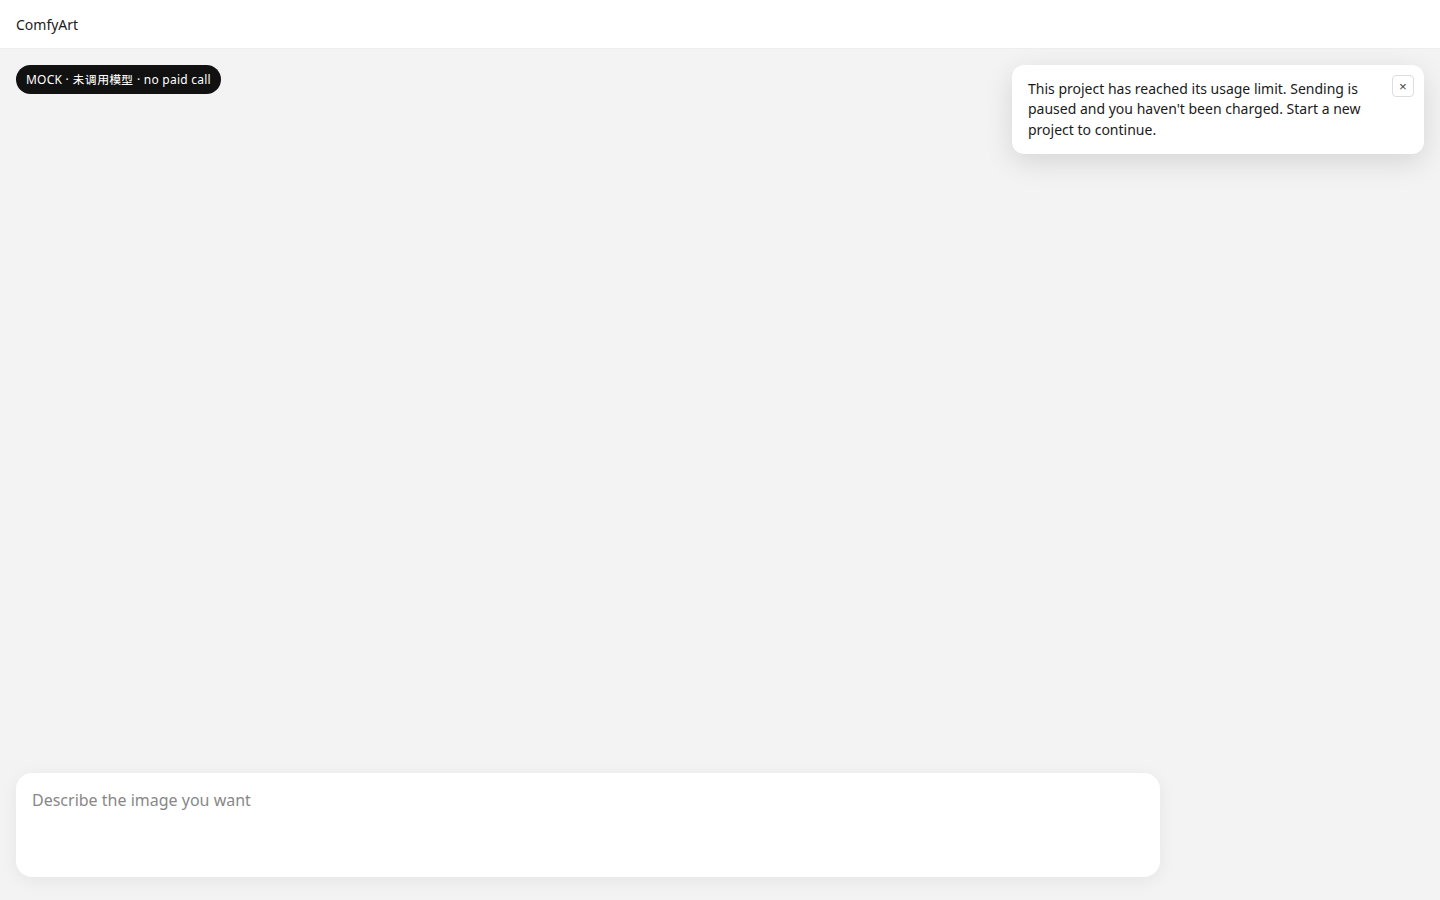 ComfyArt
MOCK · 未调用模型 · no paid call
This project has reached its usage limit. Sending is
paused and you haven't been charged. Start a new
project to continue.
×
Describe the image you want